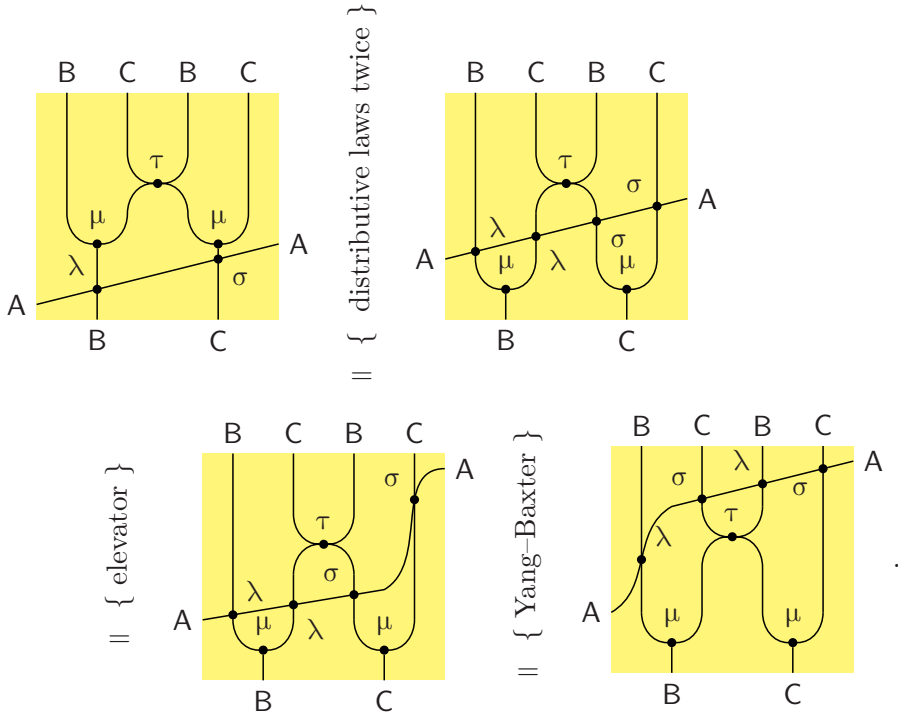 B C B C
τ
μ μ
λ σ
A A
B C
= { distributive laws twice }
B C B C
τ
σ
λ σ
μ λ μ
A A
B C
= { elevator }
B C B C
A
σ
τ
σ
λ
μ λ μ
A
B C
= { Yang–Baxter }
B C B C
λ
A
σ σ
τ
λ
A
μ μ
B C
.